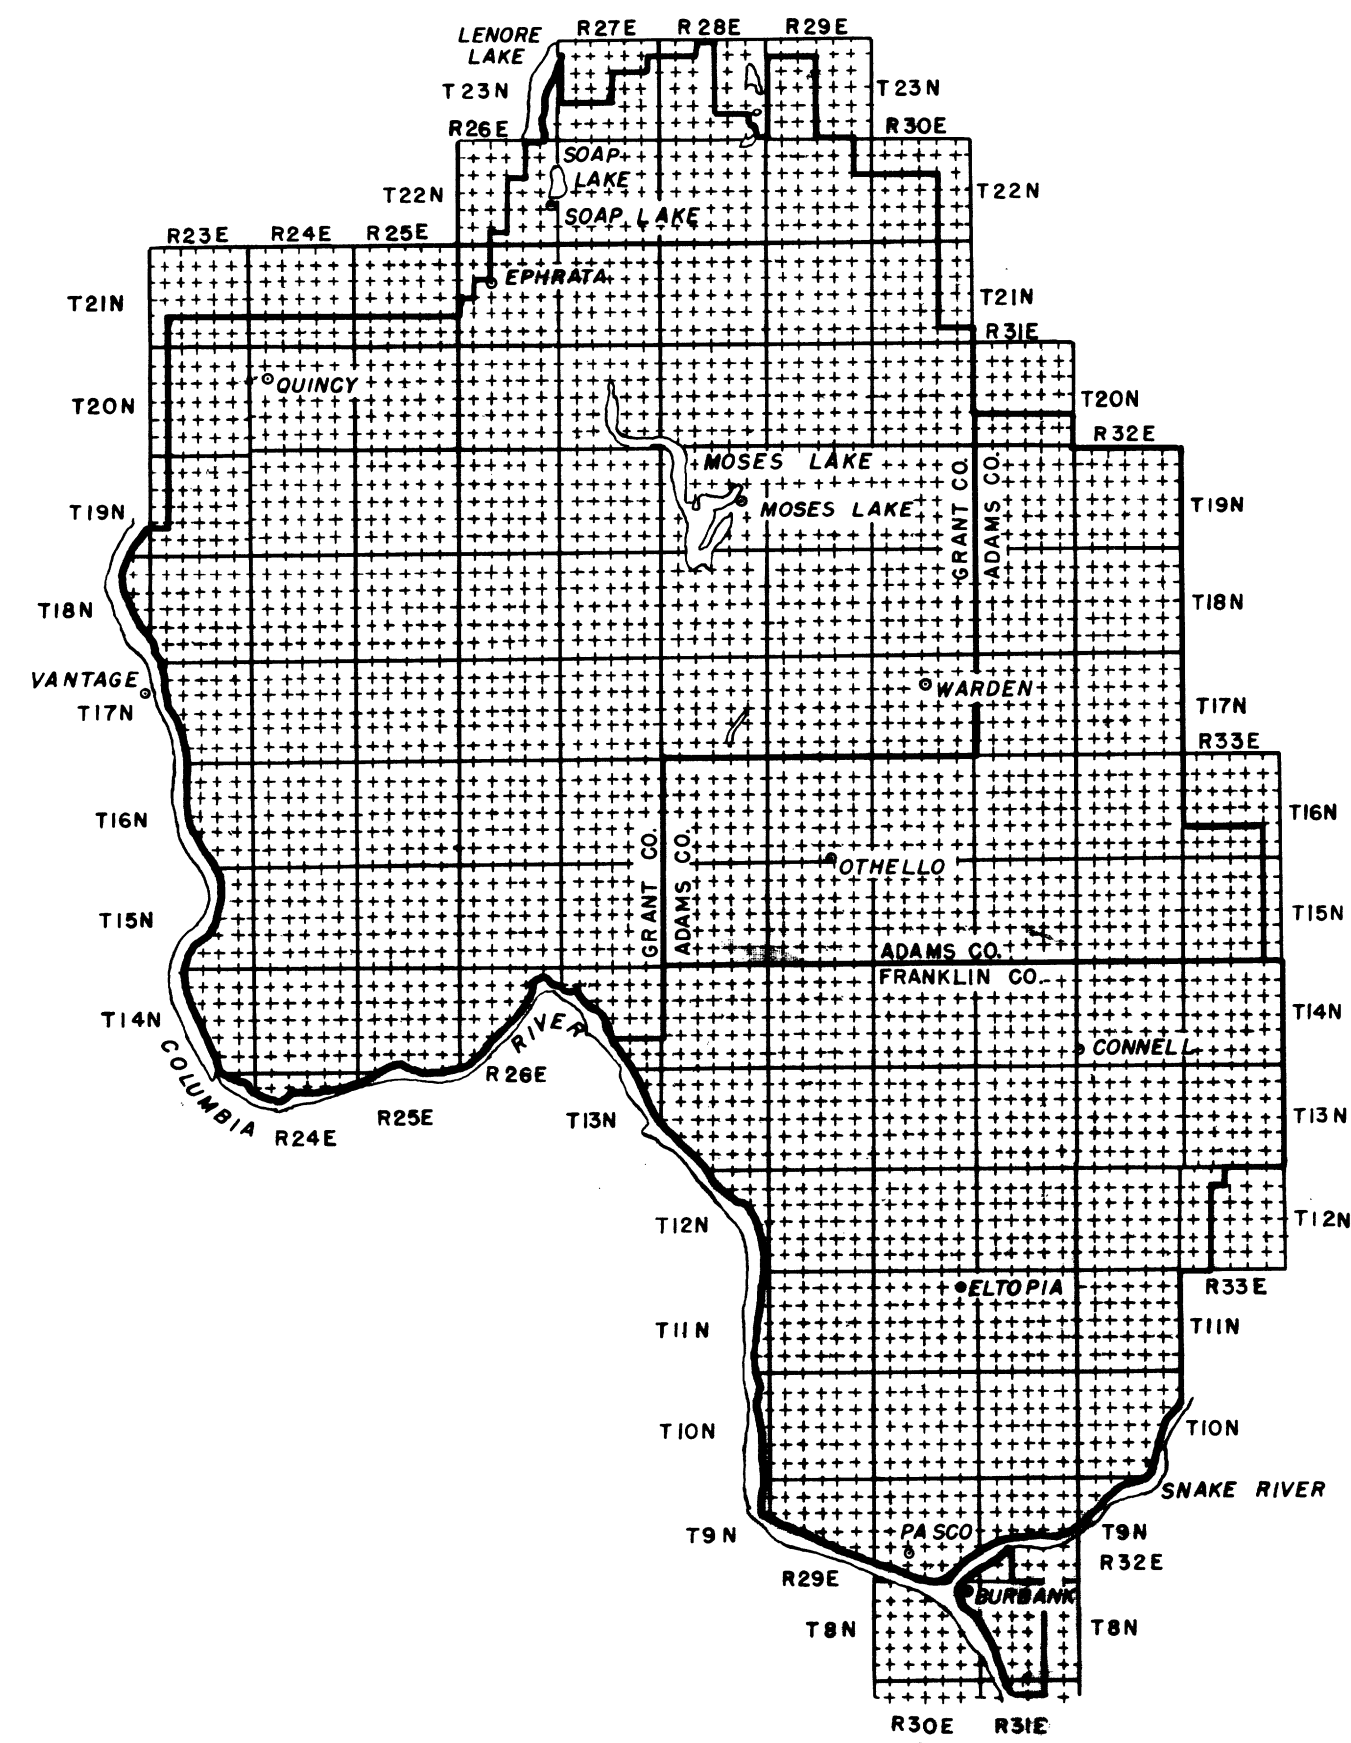 LENORE
LAKE
R27E
R28E
R29E
T23N
T23N
R26E
R30E
SOAP
LAKE
T22N
T22N
SOAP LAKE
R23E
R24E
R25E
EPHRATA
T21N
T21N
R31E
QUINCY
T20N
T20N
R32E
MOSES LAKE
MOSES LAKE
GRANT CO.
ADAMS CO.
T19N
T19N
T18N
T18N
VANTAGE
WARDEN
T17N
T17N
R33E
T16N
T16N
GRANT CO.
ADAMS CO.
OTHELLO
T15N
T15N
ADAMS CO.
FRANKLIN CO.
T14N
T14N
COLUMBIA
RIVER
CONNELL
R26E
R25E
R24E
T13N
T13N
T12N
T12N
ELTOPIA
R33E
T11N
T11N
T10N
T10N
SNAKE RIVER
T9N
PASCO
T9N
R32E
R29E
BURBANK
T8N
T8N
R30E
R31E